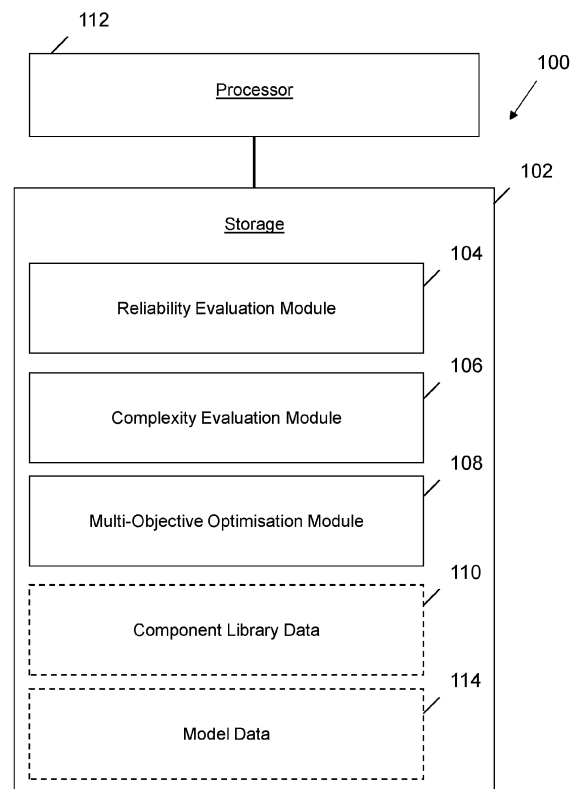 112
Processor
100
102
Storage
104
Reliability Evaluation Module
106
Complexity Evaluation Module
108
Multi-Objective Optimisation Module
110
Component Library Data
114
Model Data